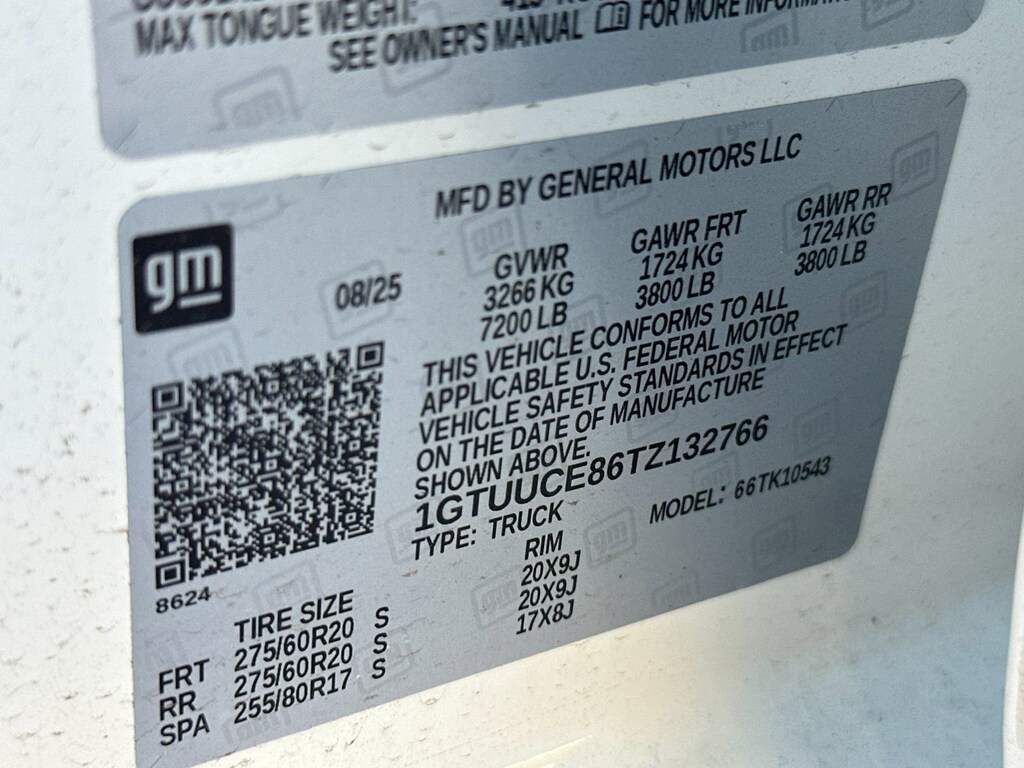 MAX TONGUE WEIGHT:
SEE OWNER'S MANUAL FOR MORE
MFD BY GENERAL MOTORS LLC
gm
08/25
GVWR GAWR FRT GAWR RR
3266 KG 1724 KG 1724 KG
7200 LB 3800 LB 3800 LB
THIS VEHICLE CONFORMS TO ALL
APPLICABLE U.S. FEDERAL MOTOR
VEHICLE SAFETY STANDARDS IN EFFECT
ON THE DATE OF MANUFACTURE
SHOWN ABOVE.
1GTUUCE86TZ132766
TYPE: TRUCK MODEL: 66TK10543
8624
TIRE SIZE RIM
FRT 275/60R20 S 20X9J
RR 275/60R20 S 20X9J
SPA 255/80R17 S 17X8J